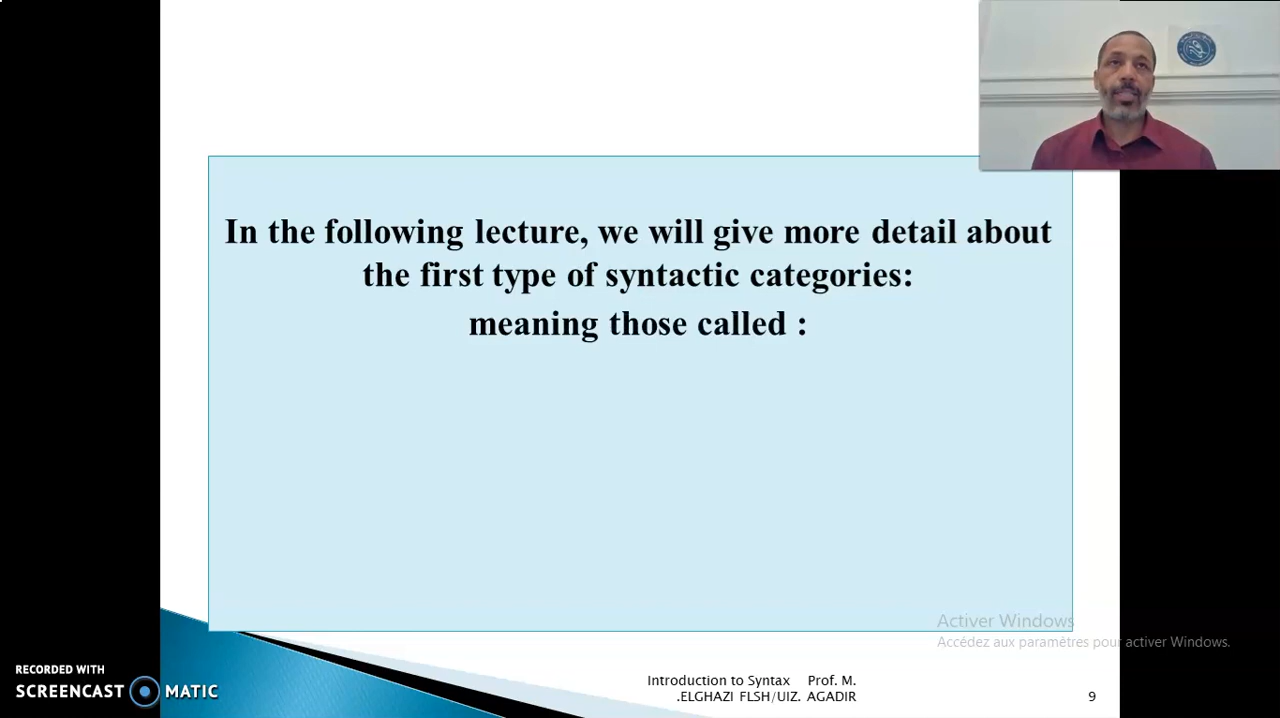 In the following lecture, we will give more detail about
the first type of syntactic categories:
meaning those called :
Activer Windows
Accédez aux paramètres pour activer Windows.
RECORDED WITH
SCREENCAST MATIC
Introduction to Syntax Prof. M.
.ELGHAZI FLSH/UIZ. AGADIR
9